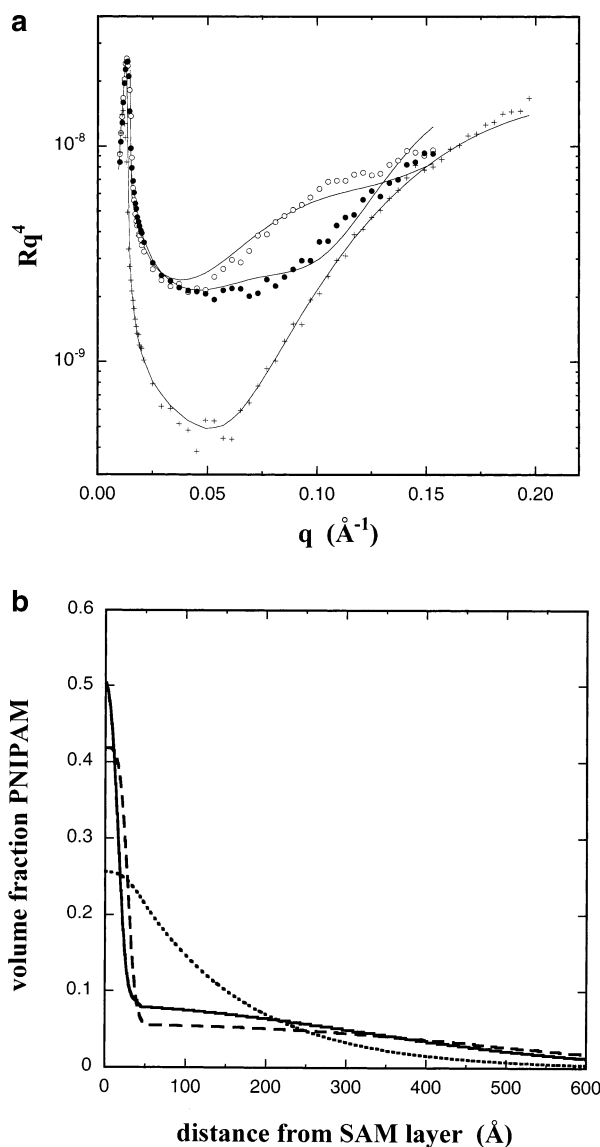 a
10⁻⁸
Rq⁴
10⁻⁹
0.00 0.05 0.10 0.15 0.20
q (Å⁻¹)
b
0.6
0.5
0.4
0.3
0.2
0.1
0
volume fraction PNIPAM
0 100 200 300 400 500 600
distance from SAM layer (Å)